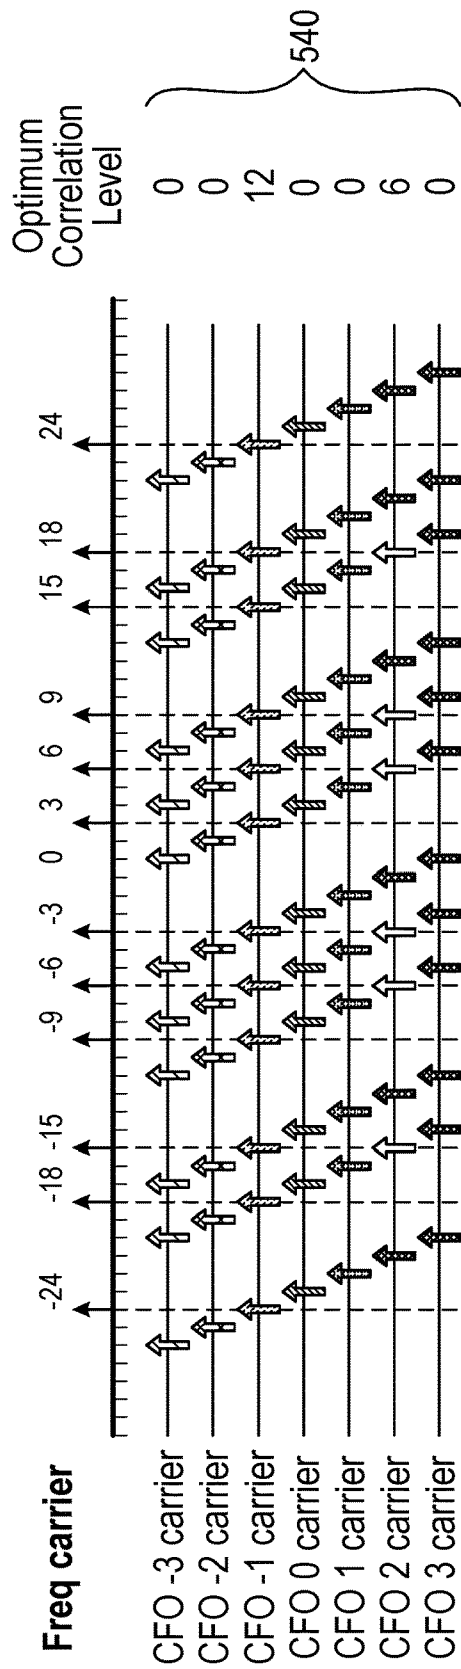 Optimum
Correlation
Level
Freq carrier -24 -18 -15 -9 -6 -3 0 3 6 9 15 18 24
CFO -3 carrier 0
CFO -2 carrier 0
CFO -1 carrier 12
CFO 0 carrier 0
CFO 1 carrier 0
CFO 2 carrier 6
CFO 3 carrier 0
540